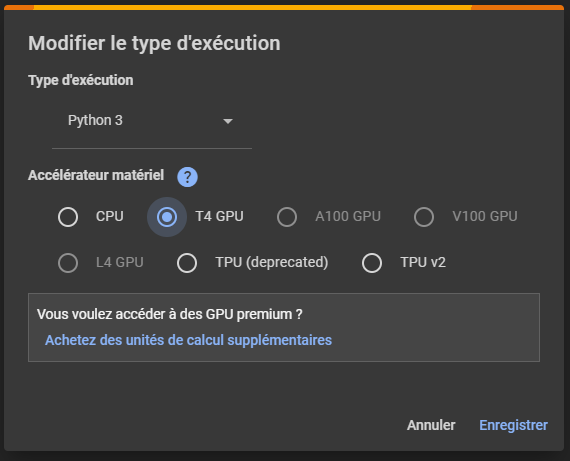 Modifier le type d'exécution
Type d'exécution
Python 3
Accélérateur matériel ?
CPU T4 GPU A100 GPU V100 GPU
L4 GPU TPU (deprecated) TPU v2
Vous voulez accéder à des GPU premium ?
Achetez des unités de calcul supplémentaires
Annuler Enregistrer